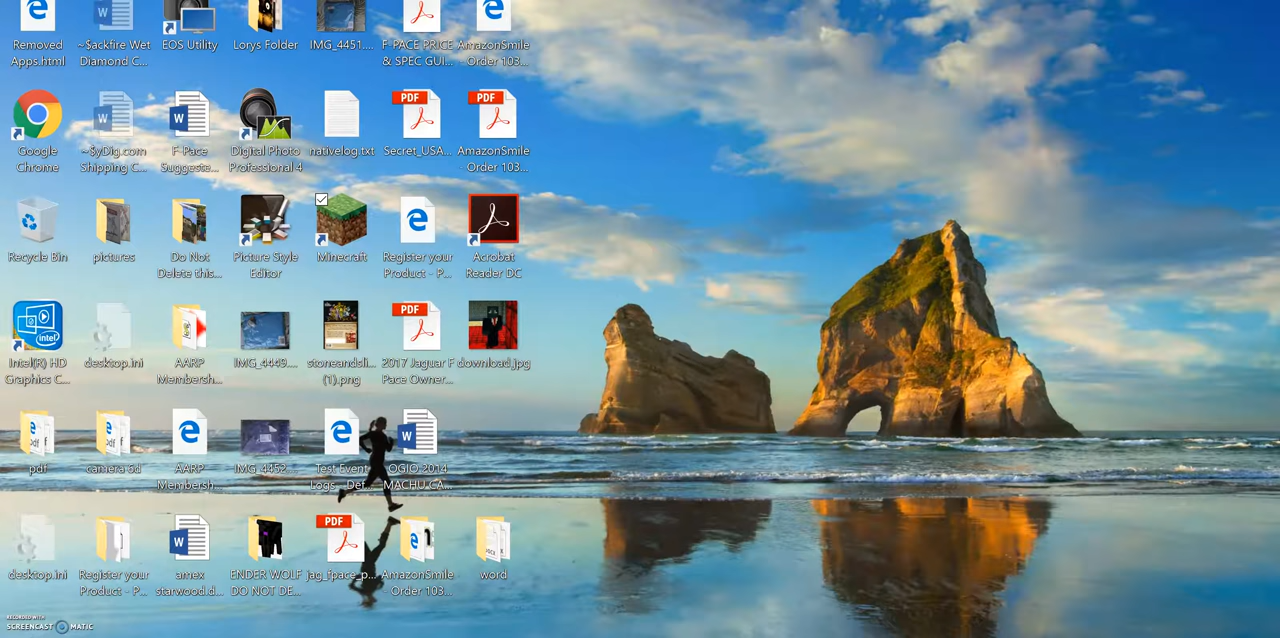 Removed
Apps.html
~$ackfire Wet
Diamond C...
EOS Utility
Lorys Folder
IMG_4451....
F-PACE PRICE
& SPEC GUI...
AmazonSmile
- Order 103...
Google
Chrome
~$yDig.com
Shipping C...
F-Pace
Suggeste...
Digital Photo
Professional 4
nativelog.txt
PDF
Secret_USA...
PDF
AmazonSmile
- Order 103...
Recycle Bin
pictures
Do Not
Delete this...
Picture Style
Editor
Minecraft
Register your
Product - P...
Acrobat
Reader DC
intel
Intel(R) HD
Graphics C...
desktop.ini
AARP
Membersh...
IMG_4449....
stoneandsli...
(1).png
PDF
2017 Jaguar F
Pace Owner...
download.jpg
pdf
camera 6d
AARP
Membersh...
IMG_4452....
Test Event
Logs _ Def...
OGIO 2014
MACHU CA...
desktop.ini
Register your
Product - P...
amex
starwood.d...
ENDER WOLF
DO NOT DE...
PDF
jag_fpace_p...
AmazonSmile
- Order 103...
word
RECORDED WITH
SCREENCAST MATIC